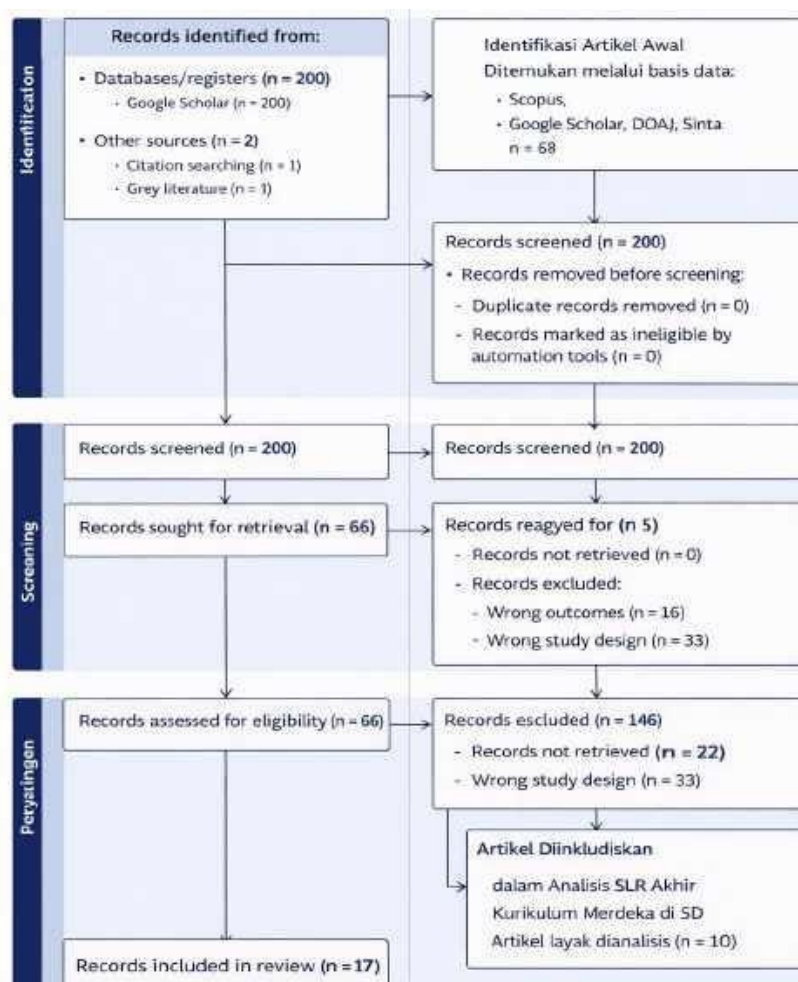 Identifitcaton
Records identified from:
• Databases/registers (n = 200)
• Google Scholar (n = 200)
• Other sources (n = 2)
• Citation searching (n = 1)
• Grey literature (n = 1)
Identifikasi Artikel Awal
Ditemukan melalui basis data:
• Scopus,
• Google Scholar, DOAJ, Sinta
n = 68
Records screened (n = 200)
• Records removed before screening:
- Duplicate records removed (n = 0)
- Records marked as ineligible by
automation tools (n = 0)
Screoning
Records screened (n = 200)
Records screened (n = 200)
Records sought for retrieval (n = 66)
Records reagyed for (n 5)
- Records not retrieved (n = 0)
- Records excluded:
- Wrong outcomes (n = 16)
- Wrong study design (n = 33)
Records assessed for eligibility (n = 66)
Records escluded (n = 146)
- Records not retrieved (n = 22)
- Wrong study design (n = 33)
Artikel Diinkludiskan
dalam Analisis SLR Akhir
Kurikulum Merdeka di SD
Artikel layak dianalisis (n = 10)
Records included in review (n = 17)